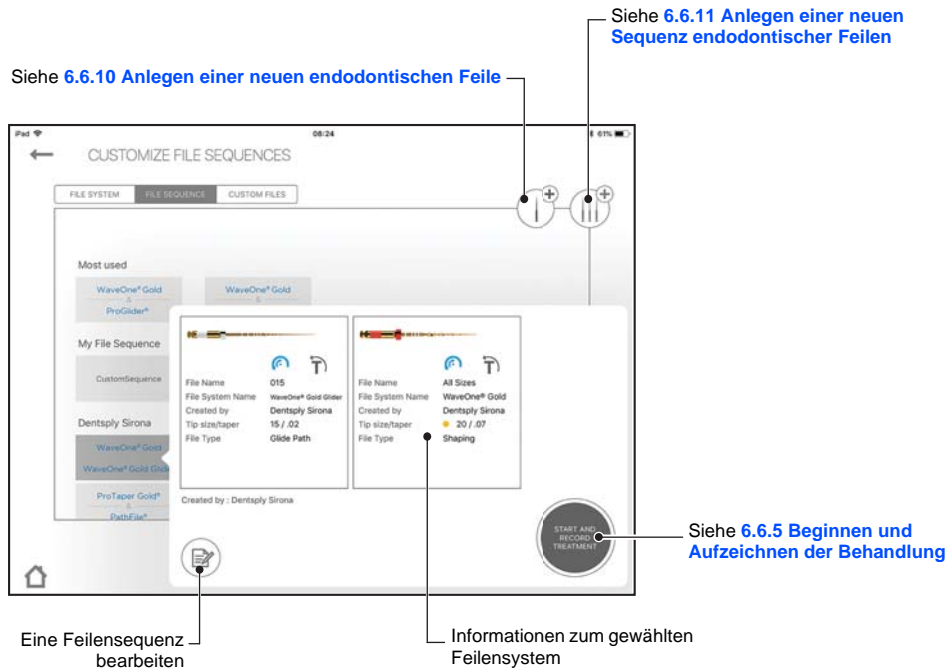 Siehe 6.6.11 Anlegen einer neuen
Sequenz endodontischer Feilen
Siehe 6.6.10 Anlegen einer neuen endodontischen Feile
iPad
08:24
61%
CUSTOMIZE FILE SEQUENCES
FILE SYSTEM
FILE SEQUENCE
CUSTOM FILES
Most used
WaveOne® Gold
&
ProGlider®
WaveOne® Gold
&
My File Sequence
CustomSequence
Dentsply Sirona
WaveOne® Gold
WaveOne® Gold Glide
ProTaper Gold®
&
PathFile®
File Name 015
File System Name WaveOne® Gold Glider
Created by Dentsply Sirona
Tip size/taper 15 / .02
File Type Glide Path
File Name All Sizes
File System Name WaveOne® Gold
Created by Dentsply Sirona
Tip size/taper 20 / .07
File Type Shaping
Created by : Dentsply Sirona
START AND
RECORD
TREATMENT
Siehe 6.6.5 Beginnen und
Aufzeichnen der Behandlung
Eine Feilensequenz
bearbeiten
Informationen zum gewählten
Feilensystem